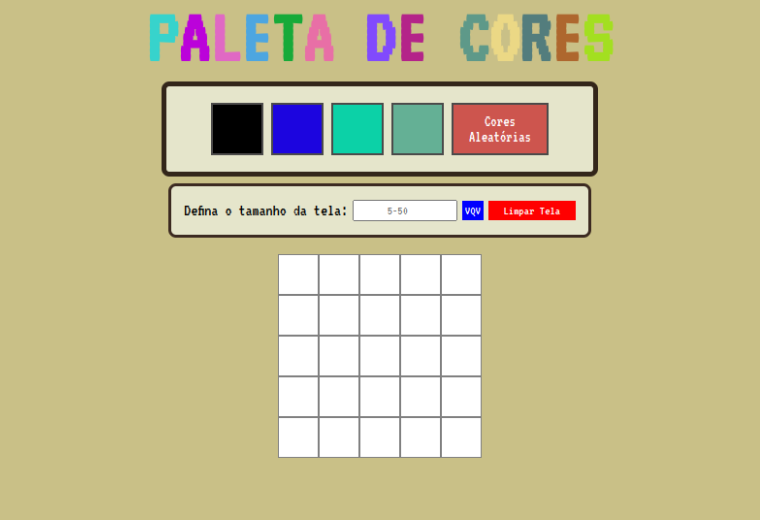 PALETA DE CORES
Cores
Aleatórias
Defina o tamanho da tela: 5-50 VQV Limpar Tela